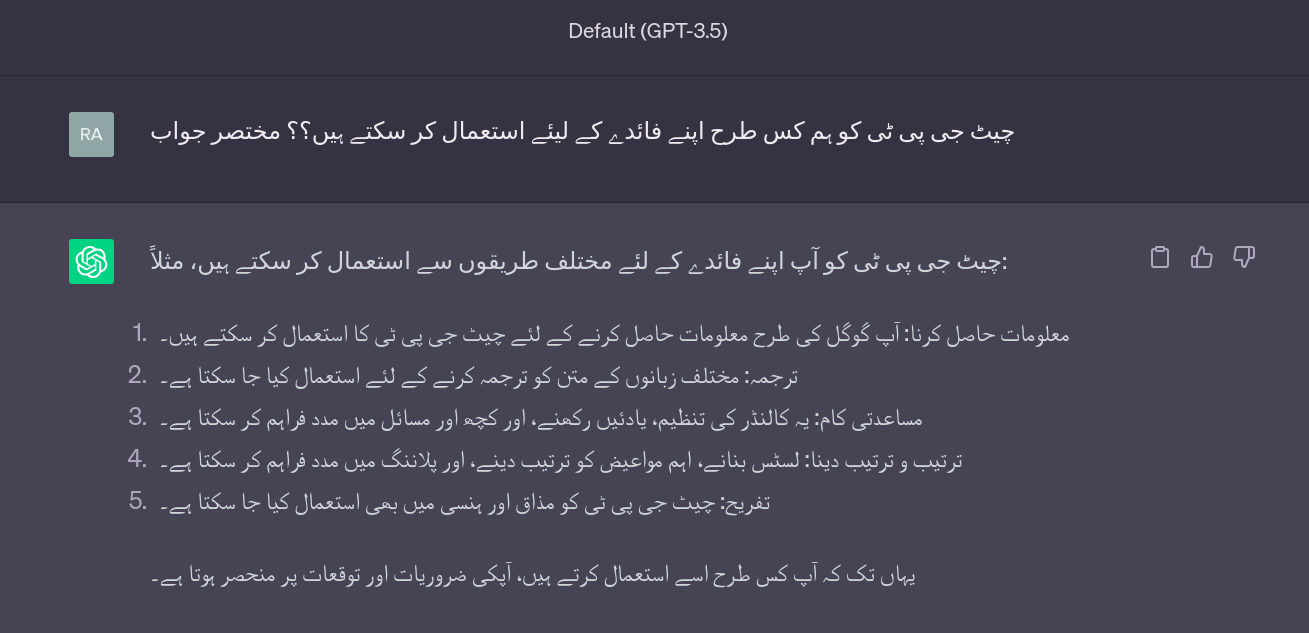 Default (GPT-3.5)
RA
چیٹ جی پی ٹی کو ہم کس طرح اپنے فائدے کے لیئے استعمال کر سکتے ہیں؟؟ مختصر جواب
چیٹ جی پی ٹی کو آپ اپنے فائدے کے لئے مختلف طریقوں سے استعمال کر سکتے ہیں، مثلاً:
1. معلومات حاصل کرنا: آپ گوگل کی طرح معلومات حاصل کرنے کے لئے چیٹ جی پی ٹی کا استعمال کر سکتے ہیں۔
2. ترجمہ: مختلف زبانوں کے متن کو ترجمہ کرنے کے لئے استعمال کیا جا سکتا ہے۔
3. مساعدتی کام: یہ کالنڈر کی تنظیم، یادئیں رکھنے، اور کچھ اور مسائل میں مدد فراہم کر سکتا ہے۔
4. ترتیب و ترتیب دینا: لسٹس بنانے، اہم مواعیض کو ترتیب دینے، اور پلاننگ میں مدد فراہم کر سکتا ہے۔
5. تفریح: چیٹ جی پی ٹی کو مذاق اور ہنسی میں بھی استعمال کیا جا سکتا ہے۔
یہاں تک کہ آپ کس طرح اسے استعمال کرتے ہیں، آپکی ضروریات اور توقعات پر منحصر ہوتا ہے۔